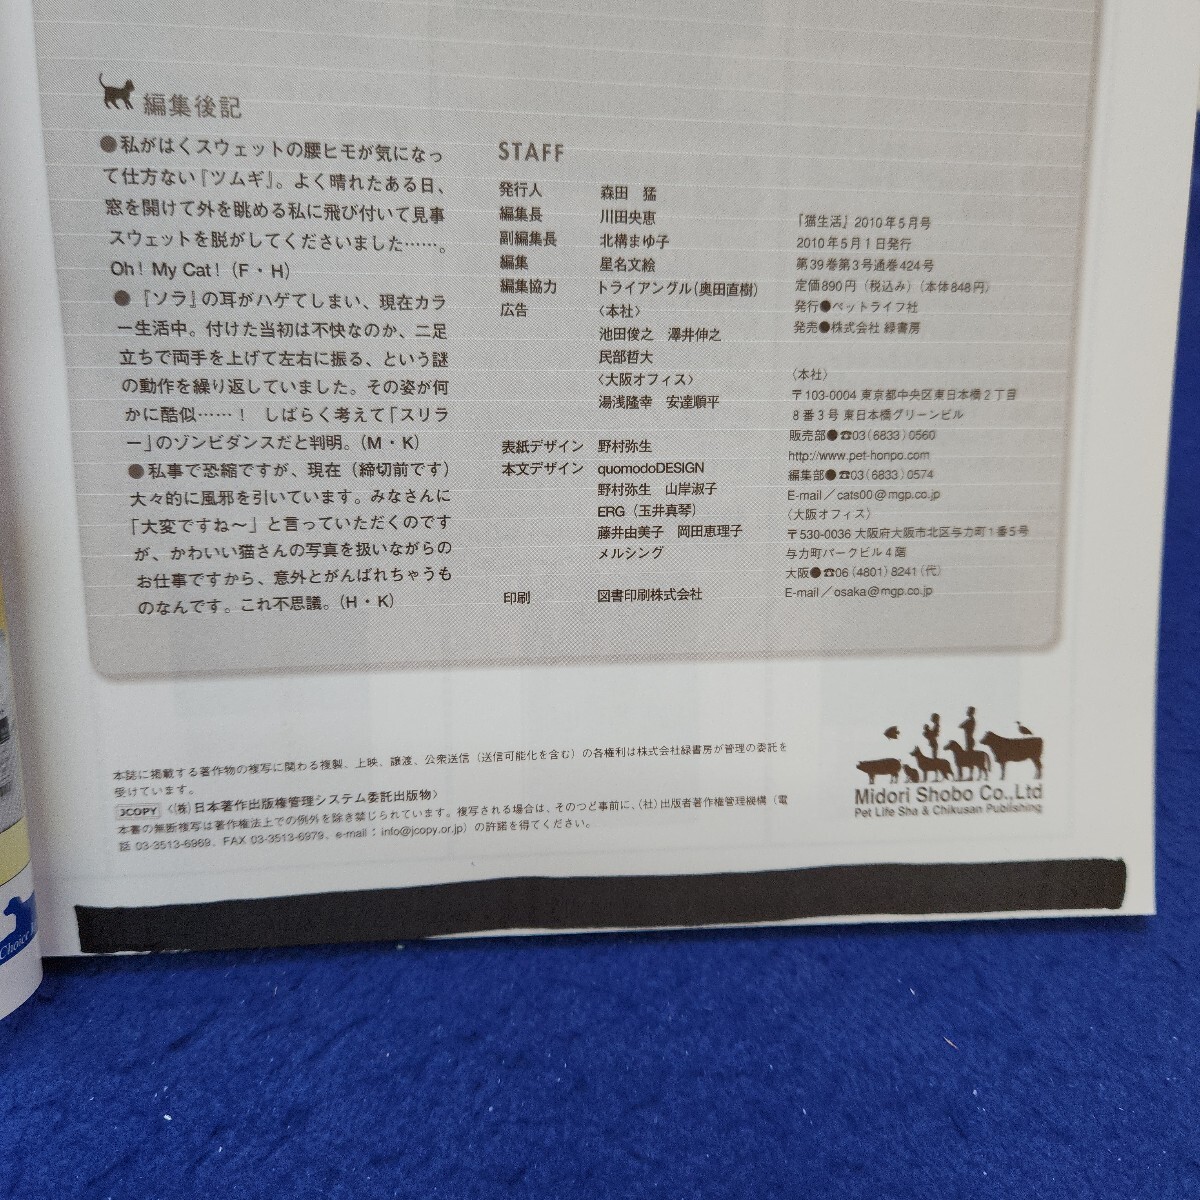 編集後記
●私がはくスウェットの腰ヒモが気になっ
て仕方ない『ツムギ』。よく晴れたある日、
窓を開けて外を眺める私に飛び付いて見事
スウェットを脱がしてくださいました……。
Oh! My Cat!（F・H）
●『ソラ』の耳がハゲてしまい、現在カラ
ー生活中。付けた当初は不快なのか、二足
立ちで両手を上げて左右に振る、という謎
の動作を繰り返していました。その姿が何
かに酷似……！ しばらく考えて「スリラ
ー」のゾンビダンスだと判明。（M・K）
●私事で恐縮ですが、現在（締切前です）
大々的に風邪を引いています。みなさんに
「大変ですね〜」と言っていただくのです
が、かわいい猫さんの写真を扱いながらの
お仕事ですから、意外とがんばれちゃうも
のなんです。これ不思議。（H・K）
STAFF
発行人 森田 猛
編集長 川田央恵
副編集長 北構まゆ子
編集 星名文絵
編集協力 トライアングル（奥田直樹）
広告 〈本社〉
池田俊之 澤井伸之
民部哲大
〈大阪オフィス〉
湯浅隆幸 安達順平
表紙デザイン 野村弥生
本文デザイン quomodoDESIGN
野村弥生 山岸淑子
ERG（玉井真琴）
藤井由美子 岡田恵理子
メルシング
印刷 図書印刷株式会社
『猫生活』2010年5月号
2010年5月1日発行
第39巻第3号通巻424号
定価890円（税込み）（本体848円）
発行●ペットライフ社
発売●株式会社 緑書房
〈本社〉
〒103-0004 東京都中央区東日本橋2丁目
8番3号 東日本橋グリーンビル
販売部●☎03(6833)0560
http://www.pet-honpo.com
編集部●☎03(6833)0574
E-mail／cats00@mgp.co.jp
〈大阪オフィス〉
〒530-0036 大阪府大阪市北区与力町1番5号
与力町パークビル4階
大阪●☎06(4801)8241(代)
E-mail／osaka@mgp.co.jp
本誌に掲載する著作物の複写に関わる複製、上映、譲渡、公衆送信（送信可能化を含む）の各権利は株式会社緑書房が管理の委託を
受けています。
JCOPY〈(株)日本著作出版権管理システム委託出版物〉
本書の無断複写は著作権法上での例外を除き禁じられています。複写される場合は、そのつど事前に、(社)出版者著作権管理機構（電
話 03-3513-6969、FAX 03-3513-6979、e-mail：info@jcopy.or.jp）の許諾を得てください。
Midori Shobo Co.,Ltd
Pet Life Sha & Chikusan Publishing
Choice